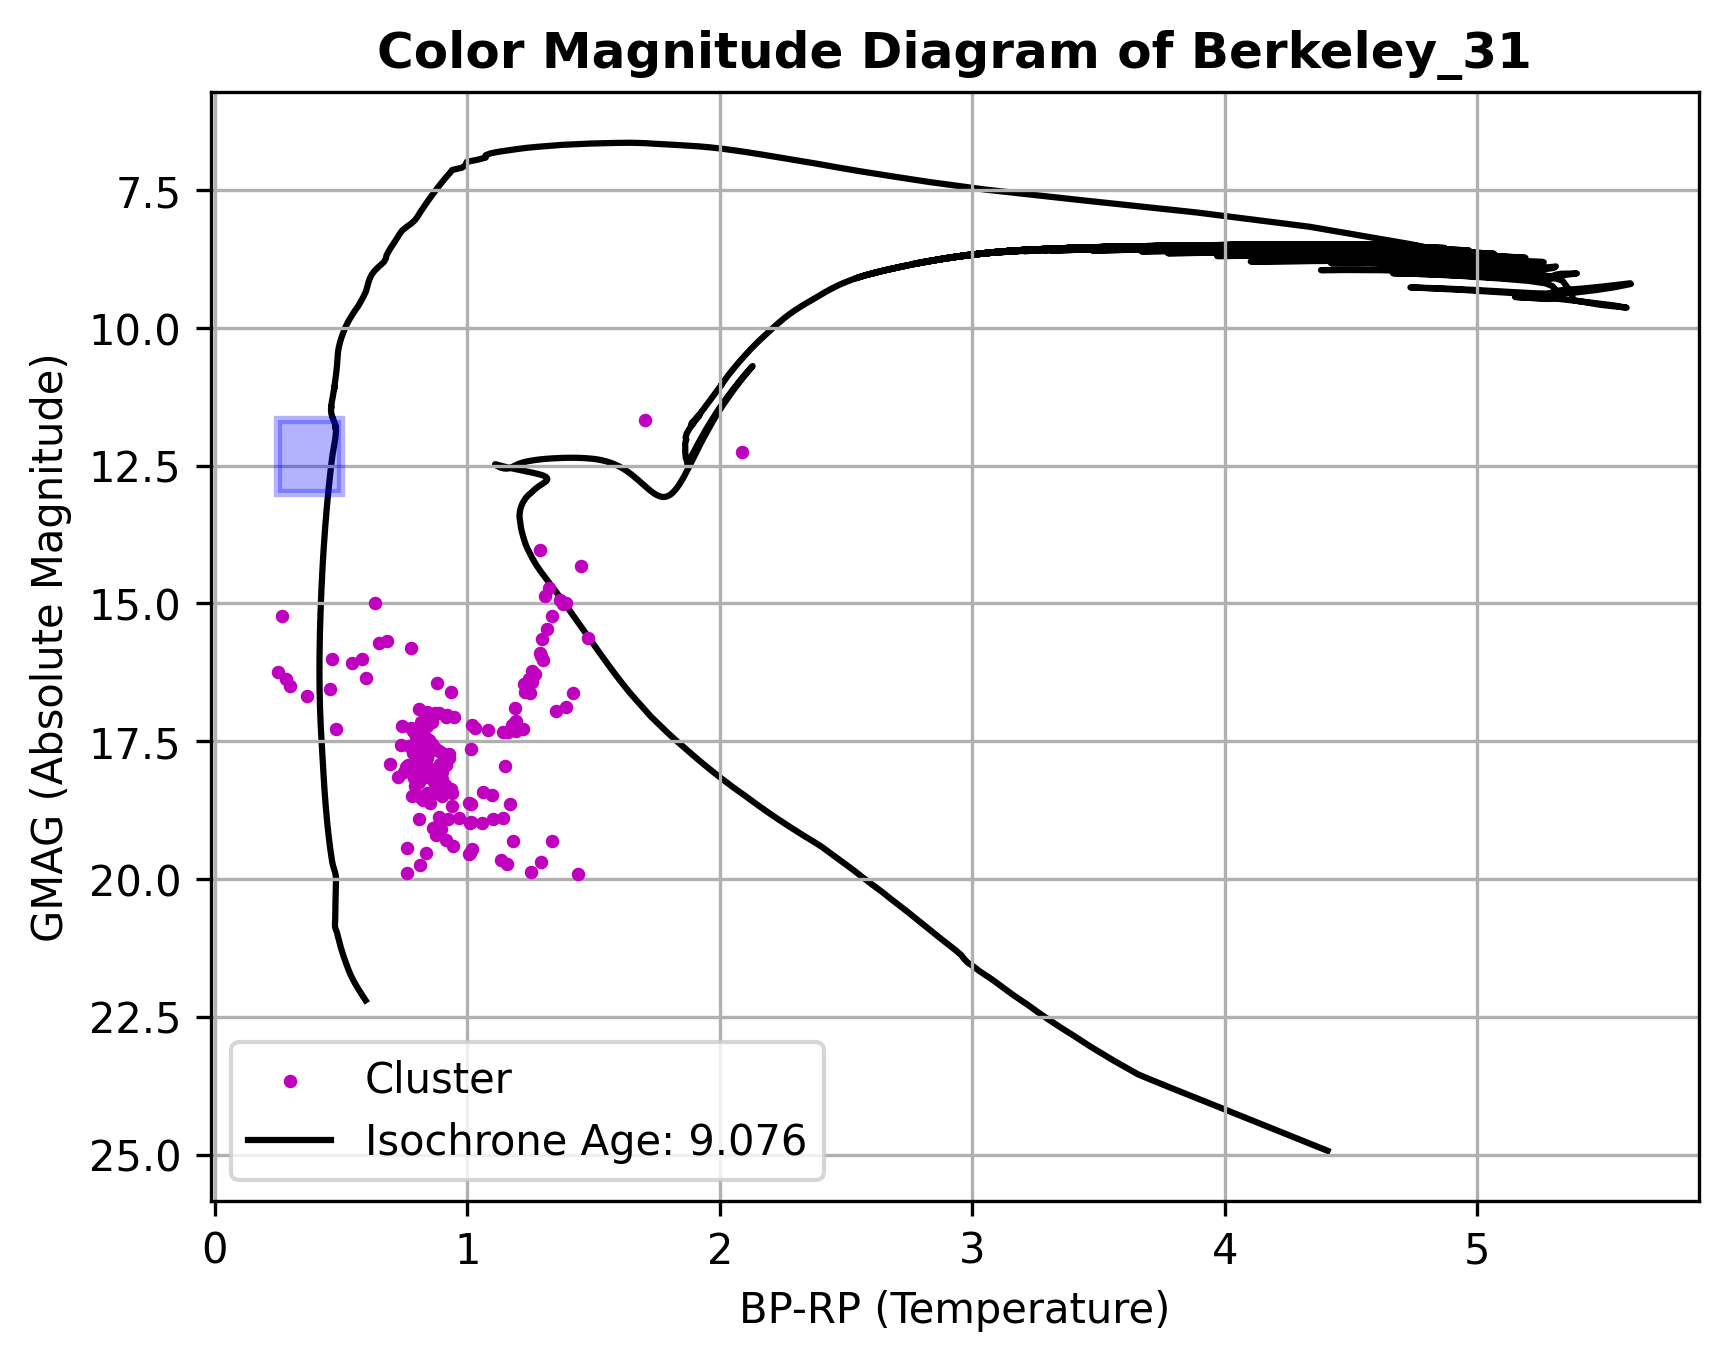 Color Magnitude Diagram of Berkeley_31
GMAG (Absolute Magnitude)
7.5
10.0
12.5
15.0
17.5
20.0
22.5
25.0
Cluster
Isochrone Age: 9.076
0 1 2 3 4 5
BP-RP (Temperature)